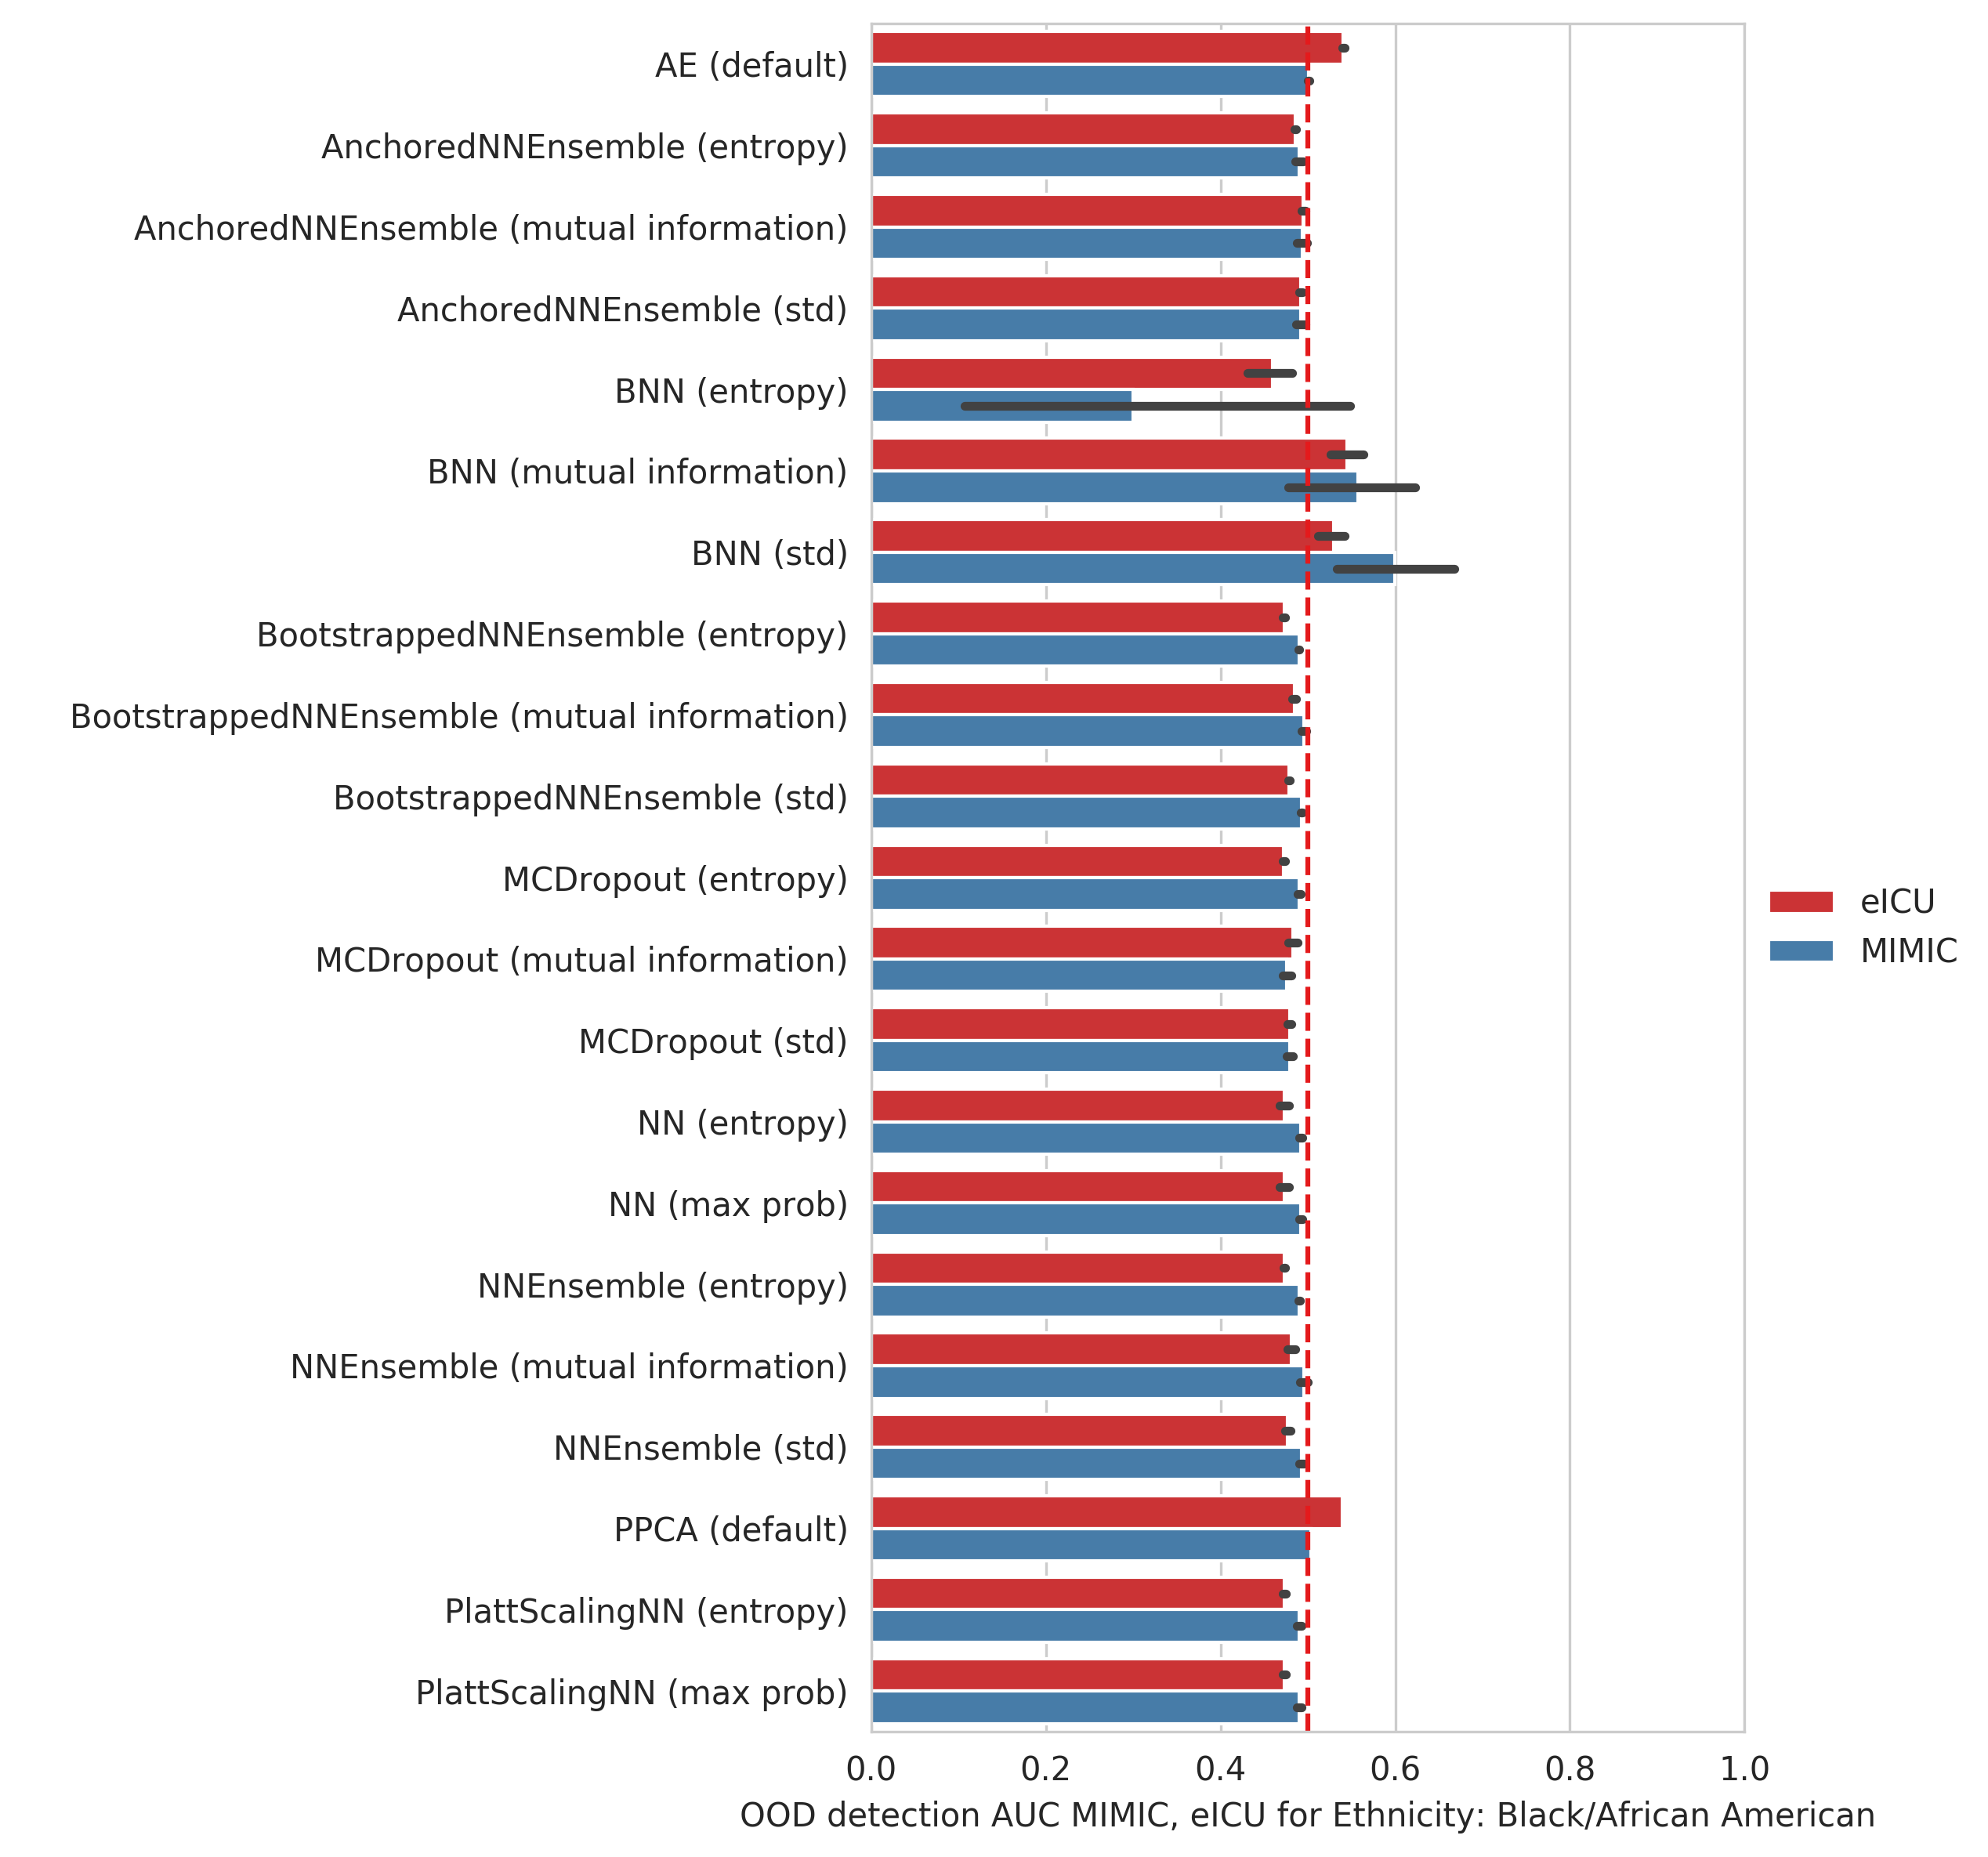 AE (default)
AnchoredNNEnsemble (entropy)
AnchoredNNEnsemble (mutual information)
AnchoredNNEnsemble (std)
BNN (entropy)
BNN (mutual information)
BNN (std)
BootstrappedNNEnsemble (entropy)
BootstrappedNNEnsemble (mutual information)
BootstrappedNNEnsemble (std)
MCDropout (entropy)
MCDropout (mutual information)
MCDropout (std)
NN (entropy)
NN (max prob)
NNEnsemble (entropy)
NNEnsemble (mutual information)
NNEnsemble (std)
PPCA (default)
PlattScalingNN (entropy)
PlattScalingNN (max prob)
eICU
MIMIC
0.0 0.2 0.4 0.6 0.8 1.0
OOD detection AUC MIMIC, eICU for Ethnicity: Black/African American